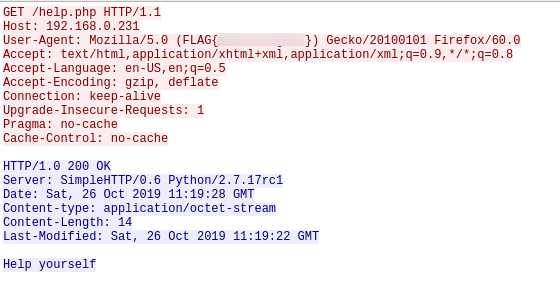 GET /help.php HTTP/1.1
Host: 192.168.0.231
User-Agent: Mozilla/5.0 (FLAG{ }) Gecko/20100101 Firefox/60.0
Accept: text/html,application/xhtml+xml,application/xml;q=0.9,*/*;q=0.8
Accept-Language: en-US,en;q=0.5
Accept-Encoding: gzip, deflate
Connection: keep-alive
Upgrade-Insecure-Requests: 1
Pragma: no-cache
Cache-Control: no-cache
HTTP/1.0 200 OK
Server: SimpleHTTP/0.6 Python/2.7.17rc1
Date: Sat, 26 Oct 2019 11:19:28 GMT
Content-type: application/octet-stream
Content-Length: 14
Last-Modified: Sat, 26 Oct 2019 11:19:22 GMT
Help yourself